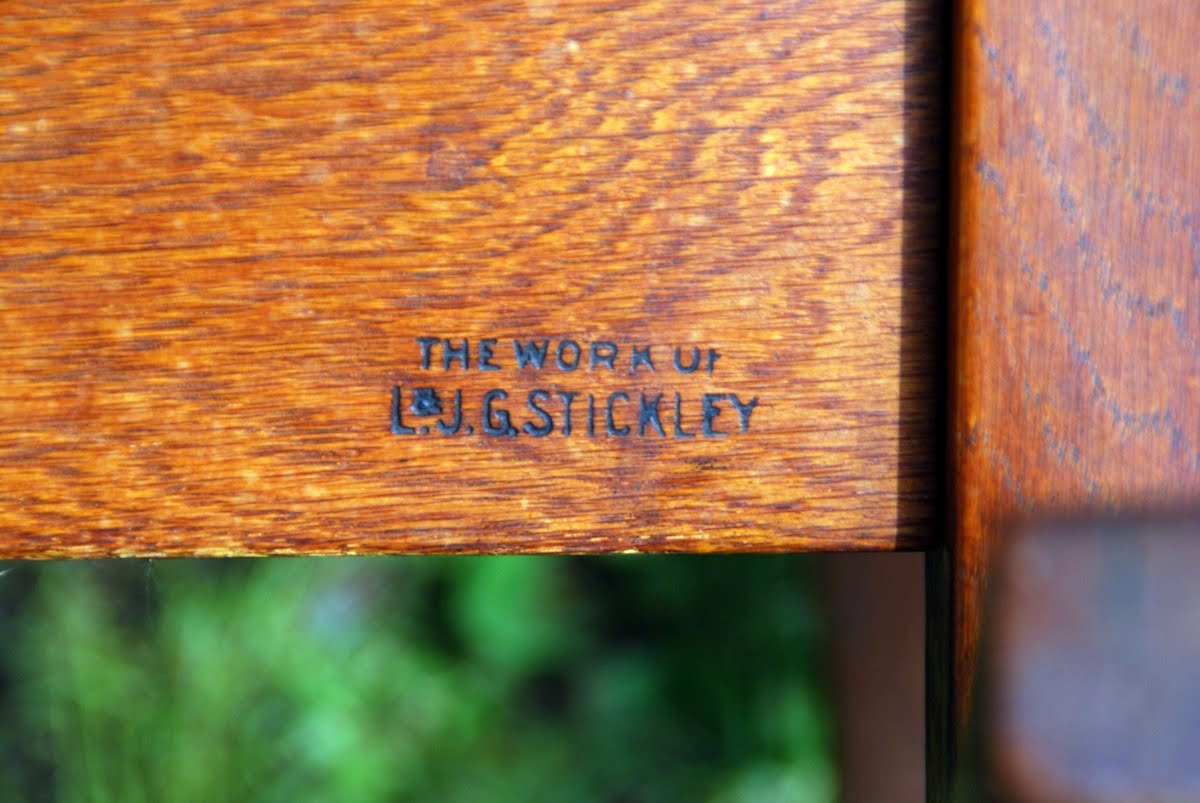 THE WORK OF
L.&J.G.STICKLEY